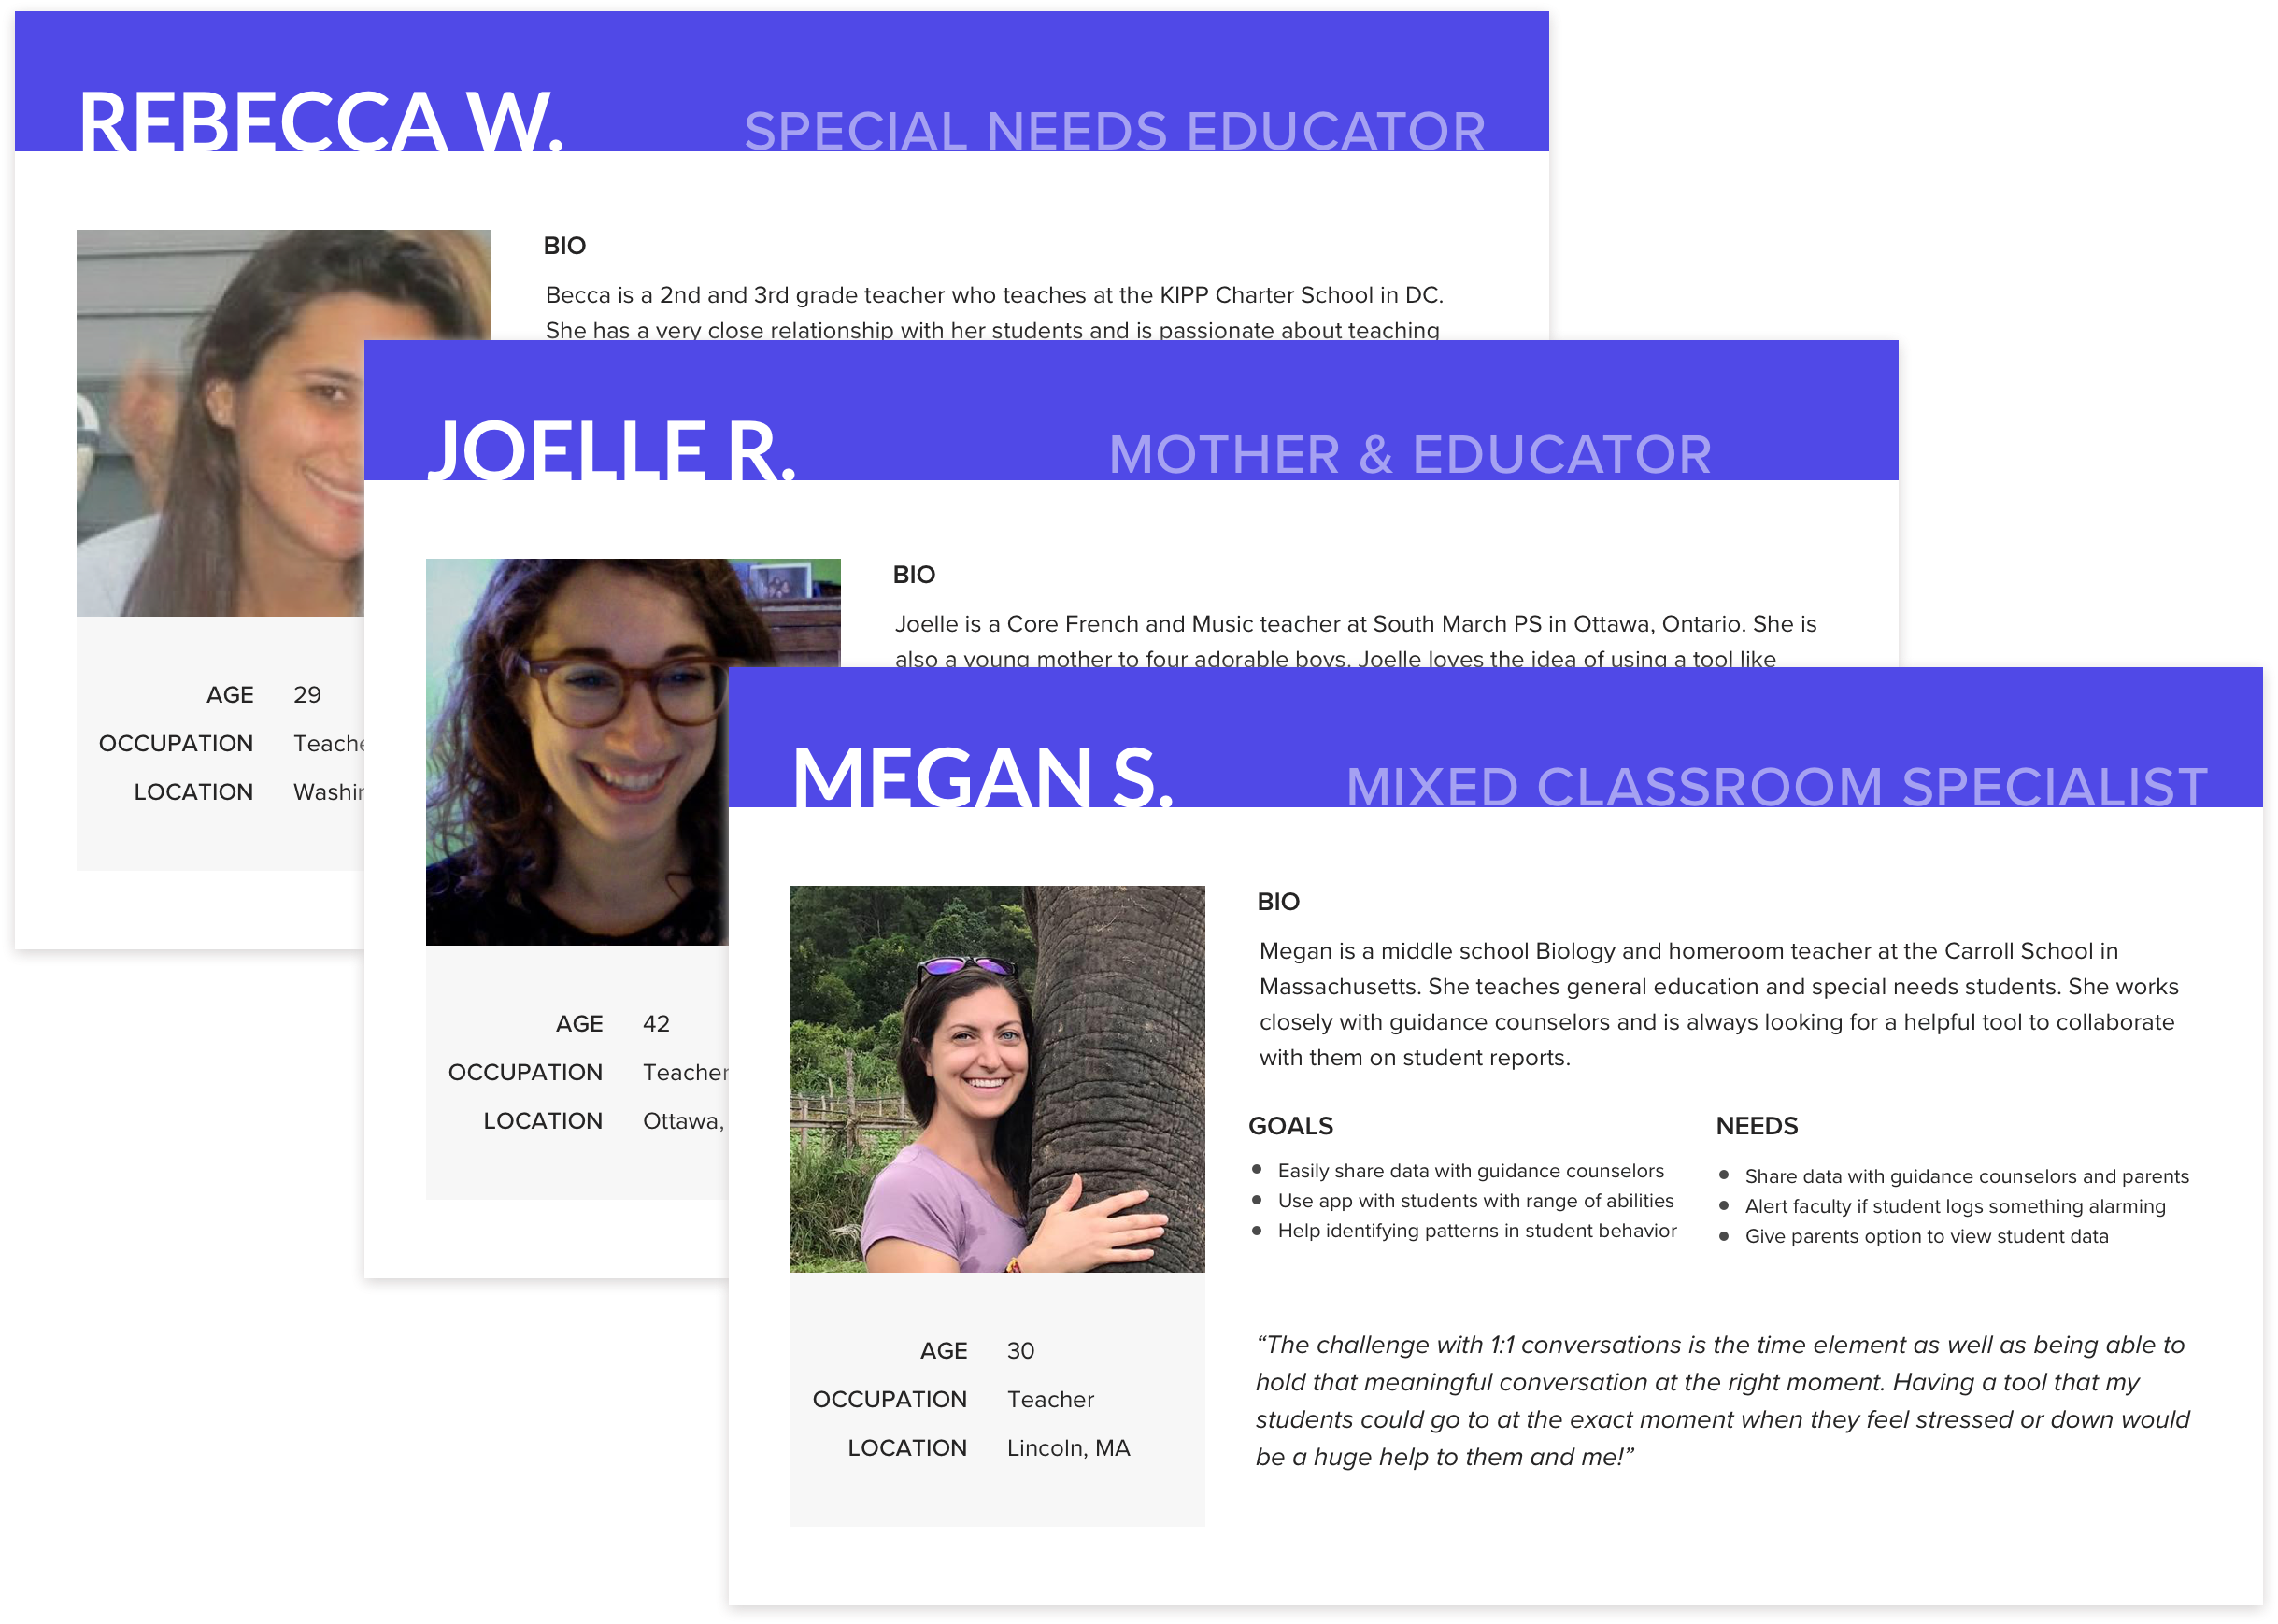 REBECCA W.
SPECIAL NEEDS EDUCATOR
BIO
Becca is a 2nd and 3rd grade teacher who teaches at the KIPP Charter School in DC.
She has a very close relationship with her students and is passionate about teaching
AGE 29
OCCUPATION
LOCATION
JOELLE R.
MOTHER & EDUCATOR
BIO
Joelle is a Core French and Music teacher at South March PS in Ottawa, Ontario. She is
also a young mother to four adorable boys. Joelle loves the idea of using a tool like
AGE 42
OCCUPATION Teacher
LOCATION Ottawa,
MEGAN S.
MIXED CLASSROOM SPECIALIST
BIO
Megan is a middle school Biology and homeroom teacher at the Carroll School in
Massachusetts. She teaches general education and special needs students. She works
closely with guidance counselors and is always looking for a helpful tool to collaborate
with them on student reports.
GOALS
• Easily share data with guidance counselors
• Use app with students with range of abilities
• Help identifying patterns in student behavior
NEEDS
• Share data with guidance counselors and parents
• Alert faculty if student logs something alarming
• Give parents option to view student data
AGE 30
OCCUPATION Teacher
LOCATION Lincoln, MA
“The challenge with 1:1 conversations is the time element as well as being able to
hold that meaningful conversation at the right moment. Having a tool that my
students could go to at the exact moment when they feel stressed or down would
be a huge help to them and me!”